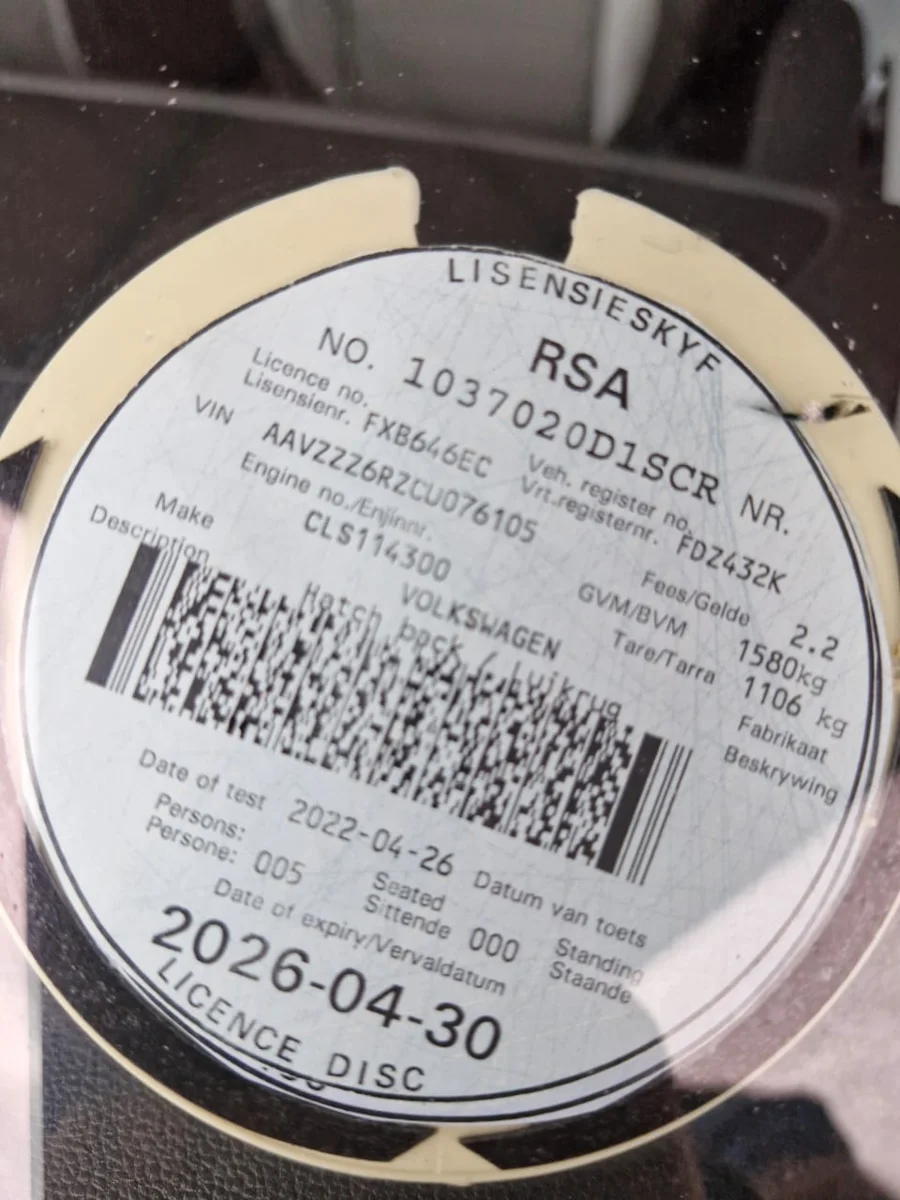 LISENSIESKYF
RSA
NO. 1037020D1SCR NR.
Licence no. Veh. register no.
Lisensienr. FXB646EC Vrt.registernr. FDZ432K
VIN AAVZZZ6RZCU076105 Fees/Gelde 2.2
Engine no./Enjinnr. GVM/BVM 1580kg
CLS114300 Tare/Tarra 1106 kg
Make VOLKSWAGEN Fabrikaat
Description Hatch back / Luikrug Beskrywing
Date of test 2022-04-26 Datum van toets
Persons: Seated Standing
Persone: 005 Sittende 000 Staande
Date of expiry/Vervaldatum
2026-04-30
LICENCE DISC